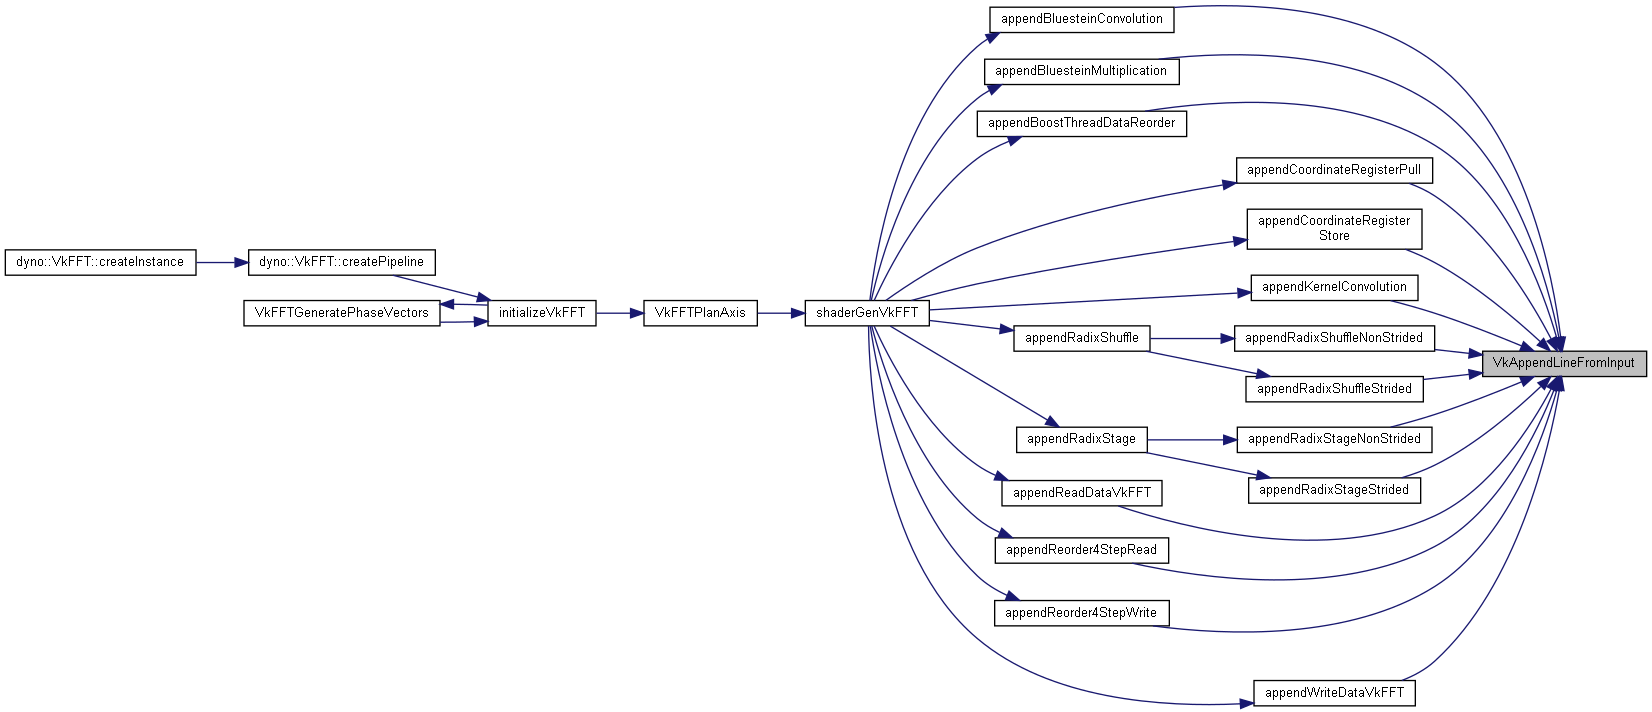 appendBluesteinConvolution
appendBluesteinMultiplication
appendBoostThreadDataReorder
appendCoordinateRegisterPull
appendCoordinateRegister
Store
dyno::VkFFT::createInstance
dyno::VkFFT::createPipeline
appendKernelConvolution
VkFFTGeneratePhaseVectors
initializeVkFFT
VkFFTPlanAxis
shaderGenVkFFT
appendRadixShuffle
appendRadixShuffleNonStrided
VkAppendLineFromInput
appendRadixShuffleStrided
appendRadixStage
appendRadixStageNonStrided
appendReadDataVkFFT
appendRadixStageStrided
appendReorder4StepRead
appendReorder4StepWrite
appendWriteDataVkFFT